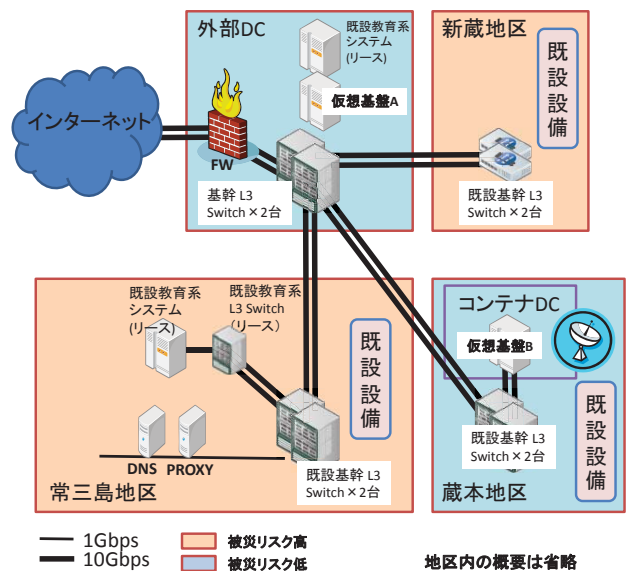 外部DC
既設教育系
システム
(リース)
仮想基盤A
インターネット
FW
基幹 L3
Switch×2台
新蔵地区
既設設備
既設基幹 L3
Switch×2台
既設教育系
システム
(リース)
既設教育系
L3 Switch
(リース)
既設設備
DNS
PROXY
既設基幹 L3
Switch×2台
常三島地区
コンテナDC
仮想基盤B
既設基幹 L3
Switch×2台
既設設備
蔵本地区
1Gbps
10Gbps
被災リスク高
被災リスク低
地区内の概要は省略